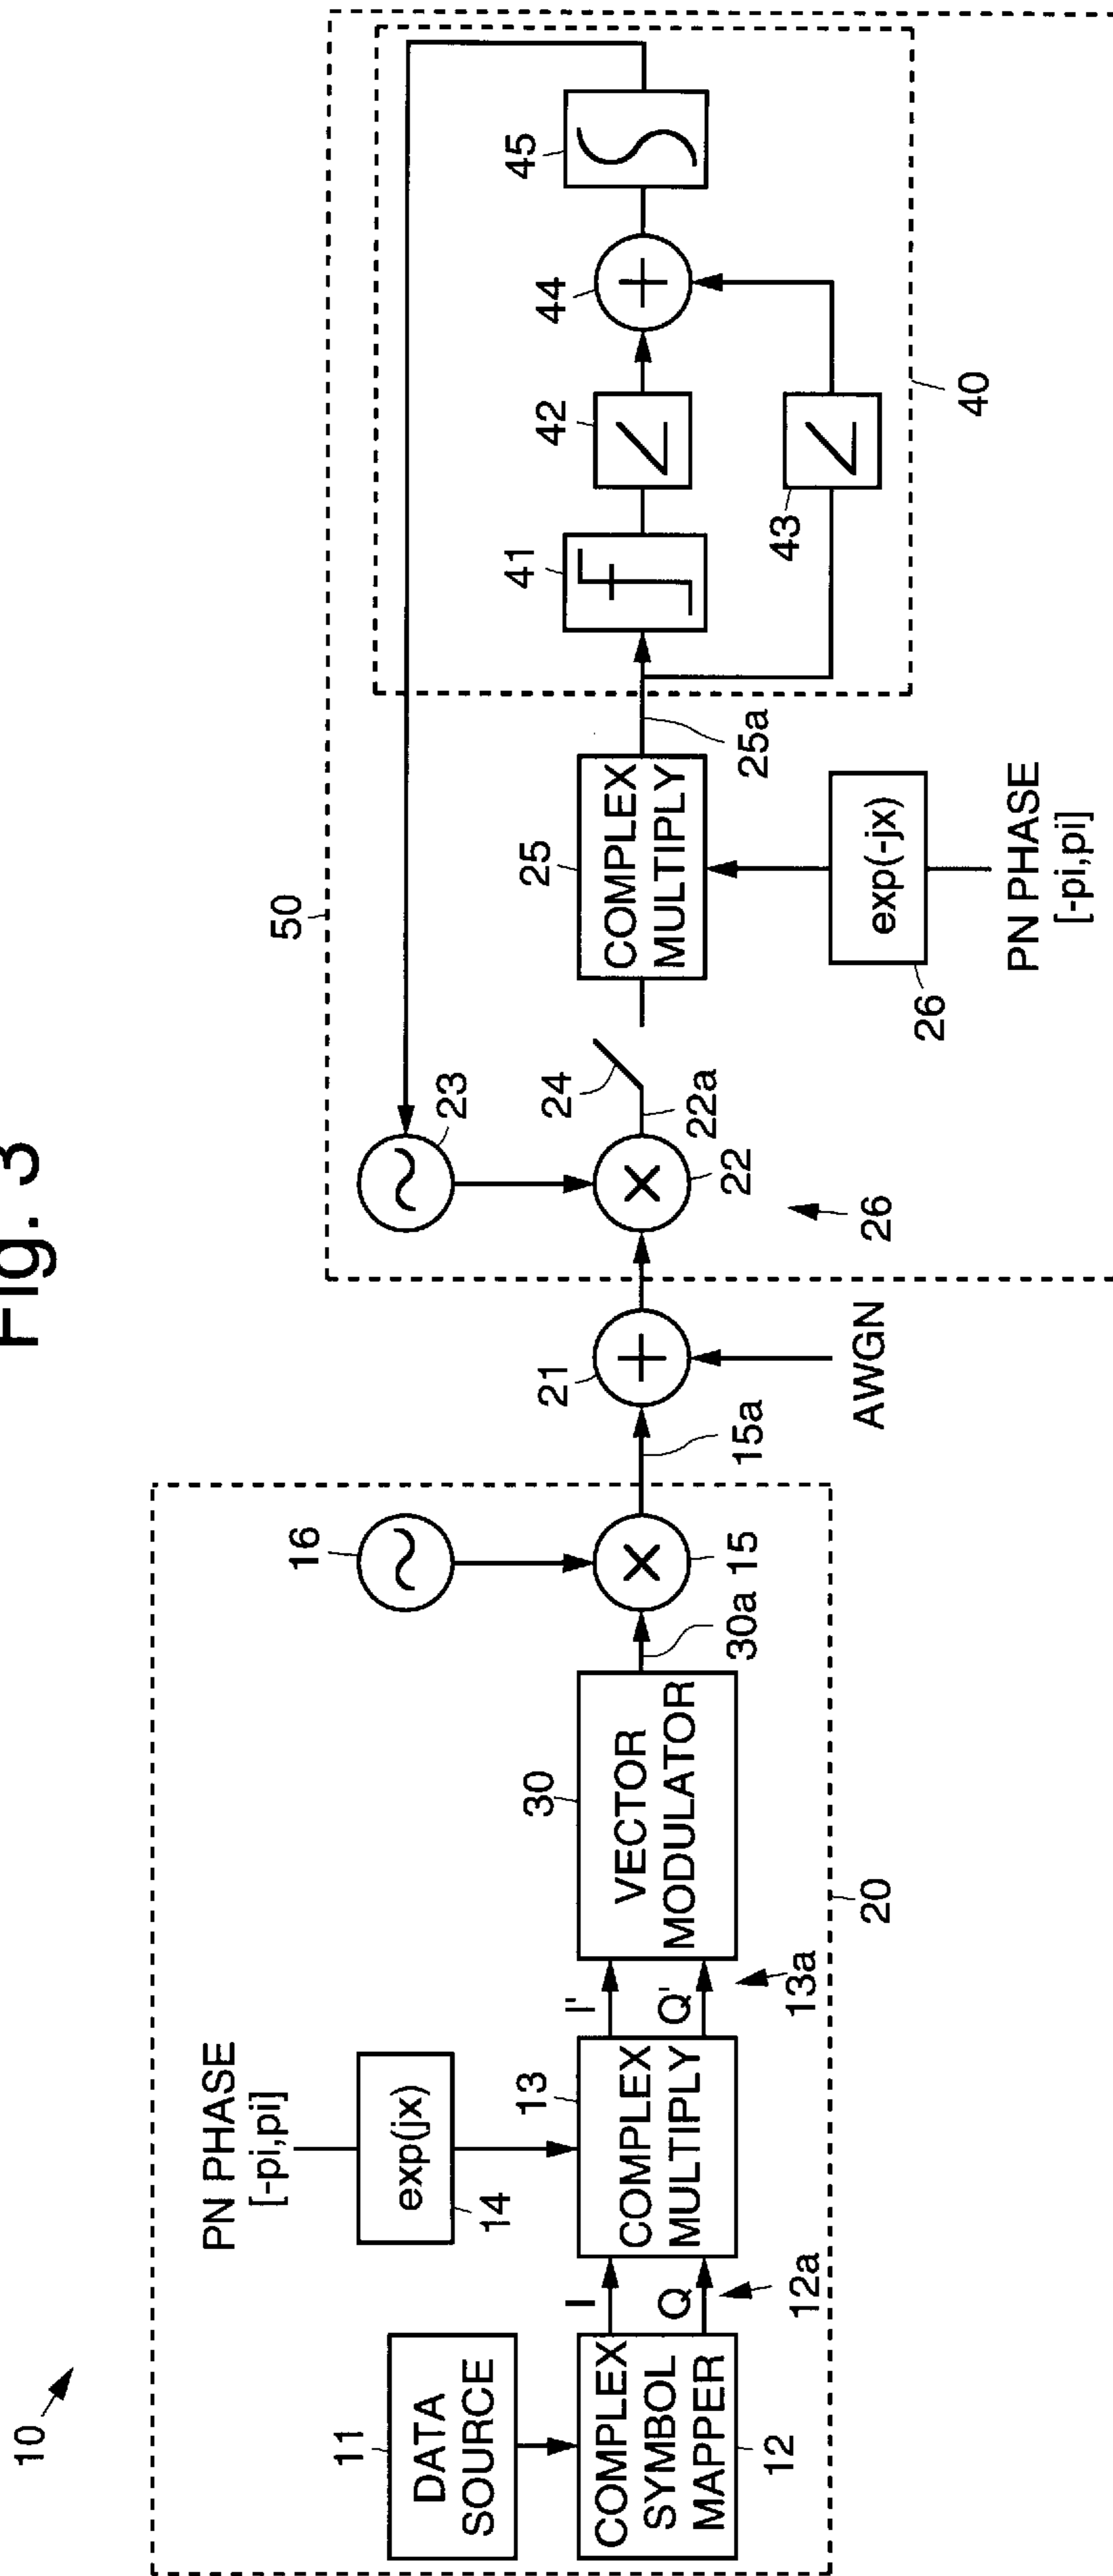 Fig. 3
10
PN PHASE
[-pi,pi]
16
50
11
DATA
SOURCE
exp(jx)
14
23
12
COMPLEX
SYMBOL
MAPPER
I
Q
12a
13
COMPLEX
MULTIPLY
I'
Q'
13a
30
VECTOR
MODULATOR
30a
15
15a
20
21
AWGN
22
22a
24
26
25
COMPLEX
MULTIPLY
25a
exp(-jx)
26
PN PHASE
[-pi,pi]
41
42
43
44
45
40